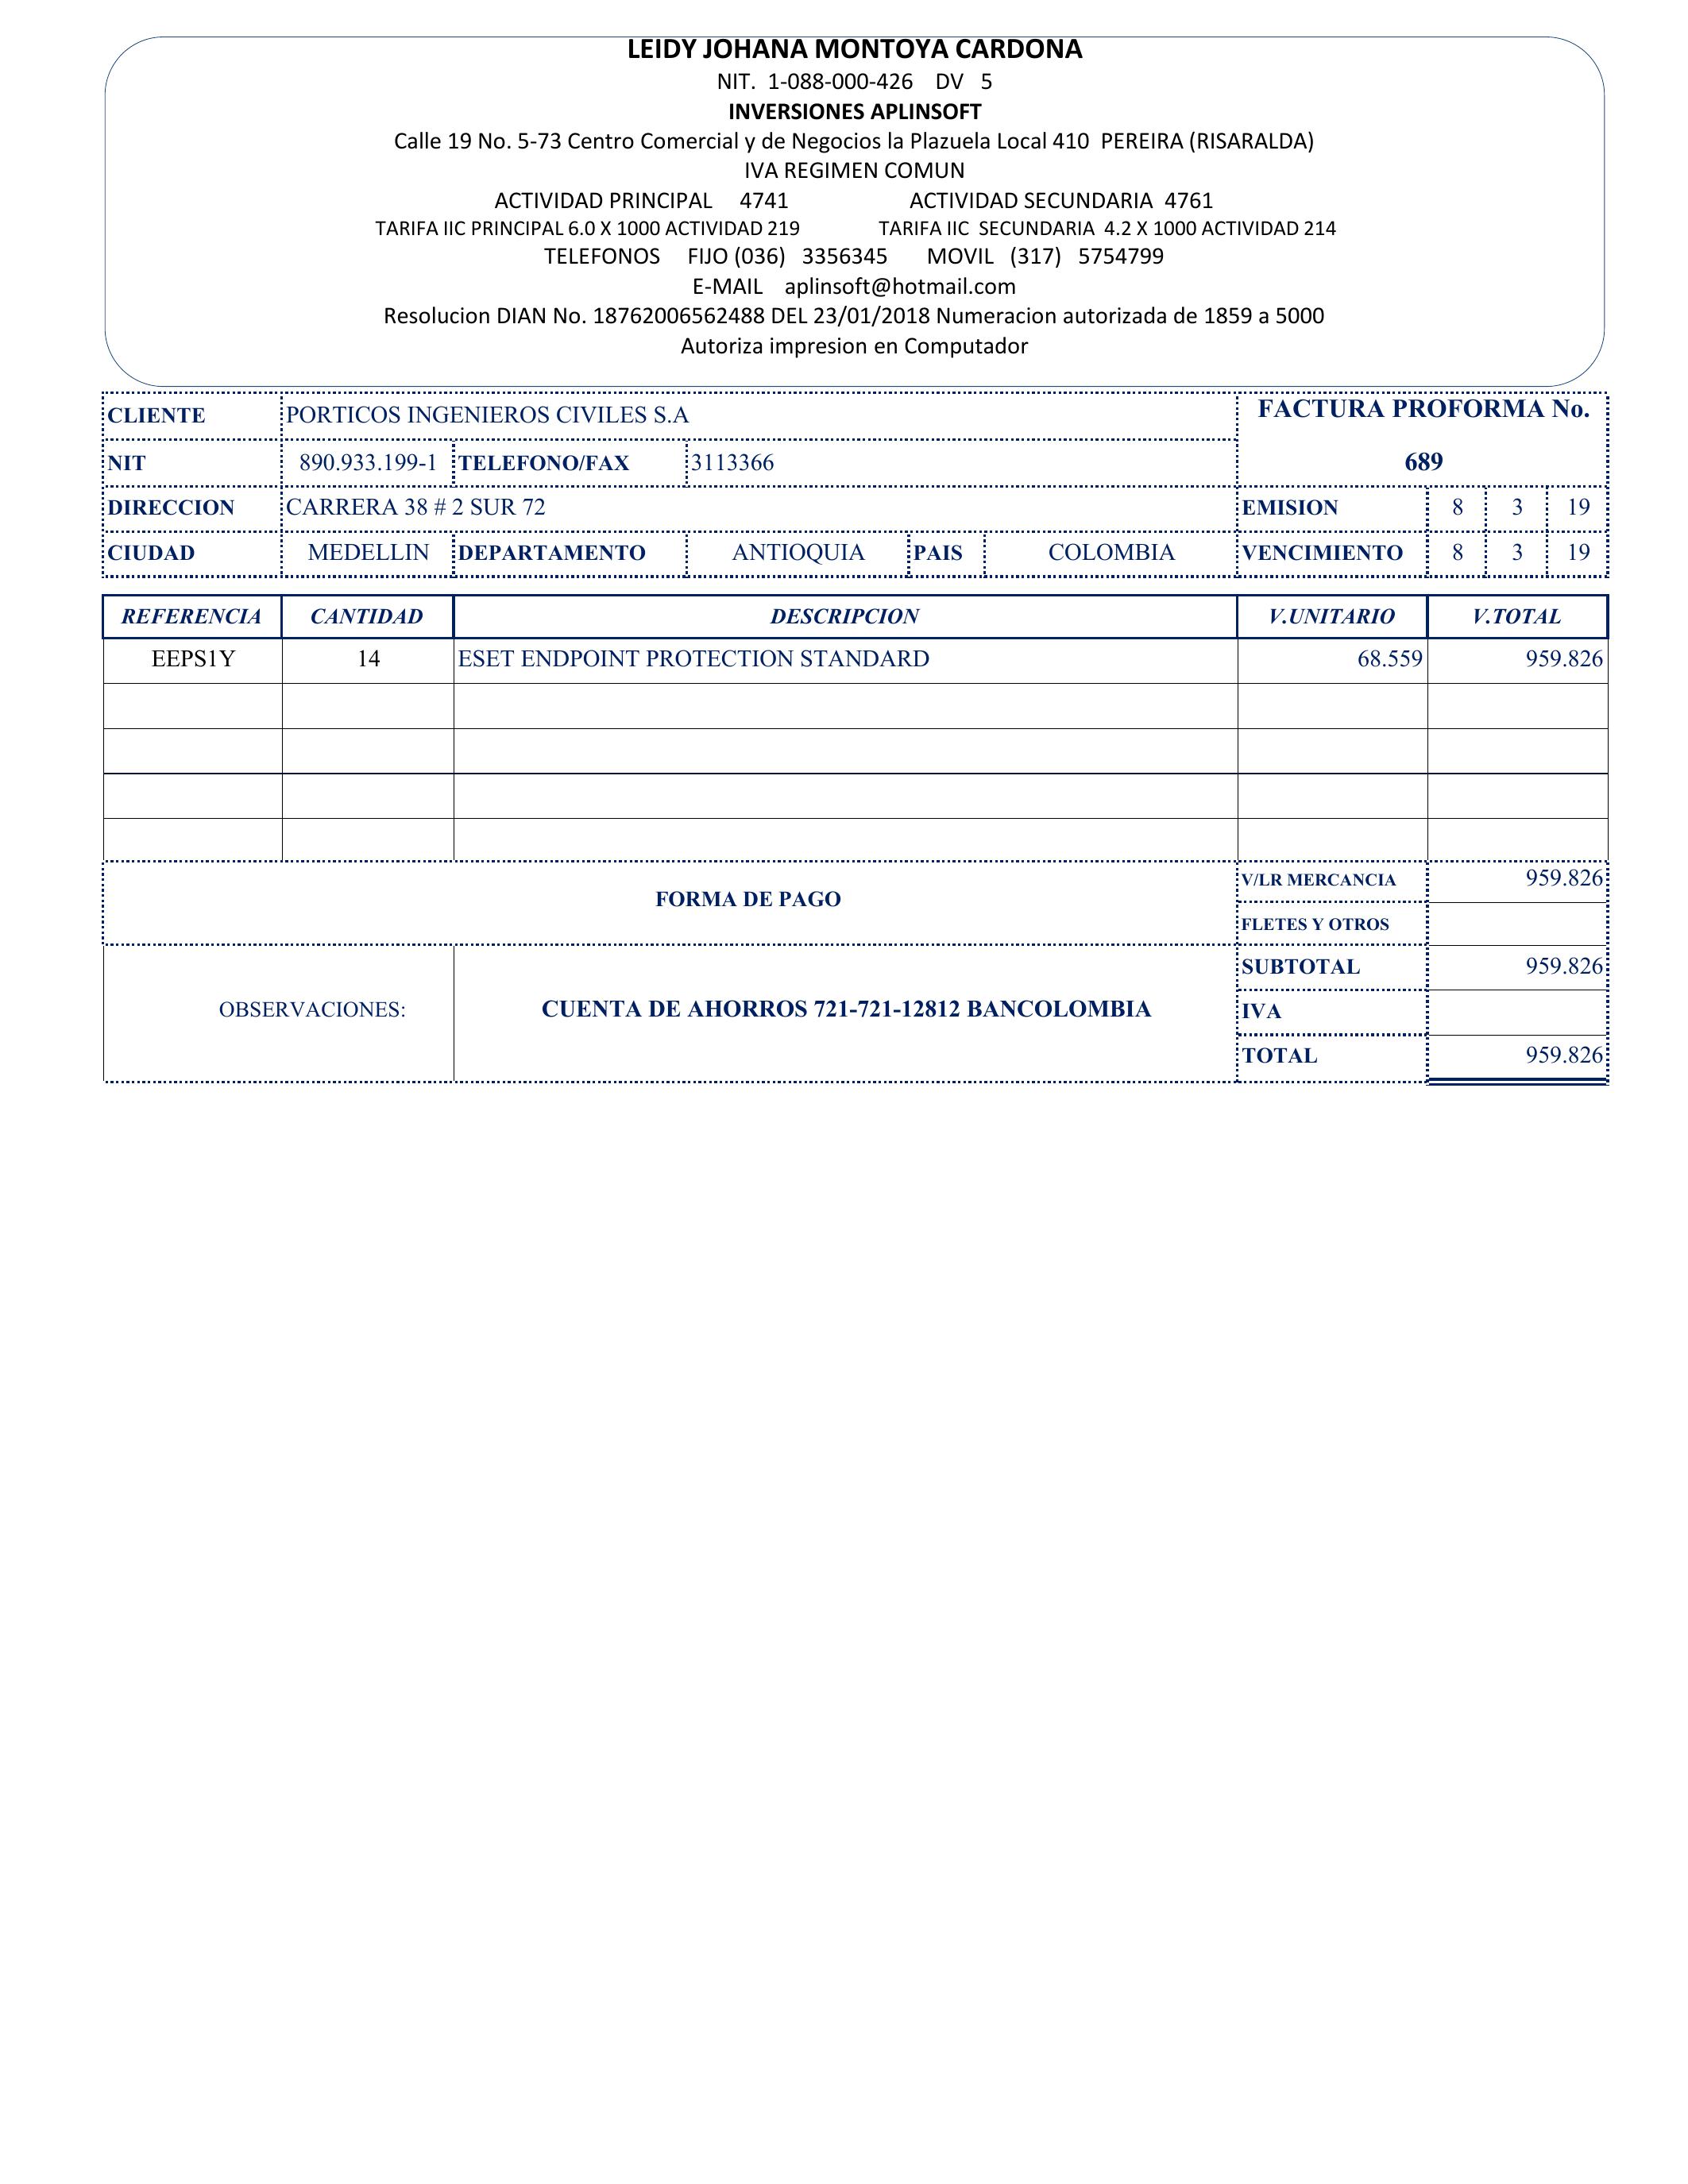 LEIDY JOHANA MONTOYA CARDONA
NIT. 1-088-000-426 DV 5
INVERSIONES APLINSOFT
Calle 19 No. 5-73 Centro Comercial y de Negocios la Plazuela Local 410 PEREIRA (RISARALDA)
IVA REGIMEN COMUN
ACTIVIDAD PRINCIPAL 4741 ACTIVIDAD SECUNDARIA 4761
TARIFA IIC PRINCIPAL 6.0 X 1000 ACTIVIDAD 219 TARIFA IIC SECUNDARIA 4.2 X 1000 ACTIVIDAD 214
TELEFONOS FIJO (036) 3356345 MOVIL (317) 5754799
E-MAIL aplinsoft@hotmail.com
Resolucion DIAN No. 18762006562488 DEL 23/01/2018 Numeracion autorizada de 1859 a 5000
Autoriza impresion en Computador
CLIENTE PORTICOS INGENIEROS CIVILES S.A FACTURA PROFORMA No.
NIT 890.933.199-1 TELEFONO/FAX 3113366 689
DIRECCION CARRERA 38 # 2 SUR 72 EMISION 8 3 19
CIUDAD MEDELLIN DEPARTAMENTO ANTIOQUIA PAIS COLOMBIA VENCIMIENTO 8 3 19
REFERENCIA CANTIDAD DESCRIPCION V.UNITARIO V.TOTAL
EEPS1Y 14 ESET ENDPOINT PROTECTION STANDARD 68.559 959.826
FORMA DE PAGO
V/LR MERCANCIA 959.826
FLETES Y OTROS
OBSERVACIONES: CUENTA DE AHORROS 721-721-12812 BANCOLOMBIA
SUBTOTAL 959.826
IVA
TOTAL 959.826